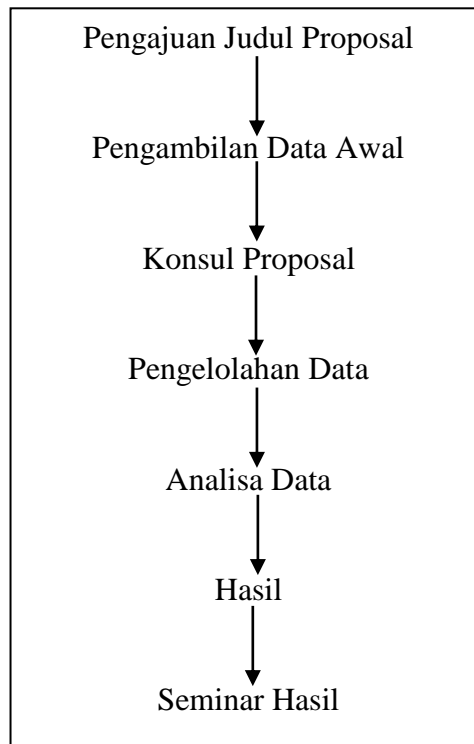 Pengajuan Judul Proposal
Pengambilan Data Awal
Konsul Proposal
Pengelolahan Data
Analisa Data
Hasil
Seminar Hasil